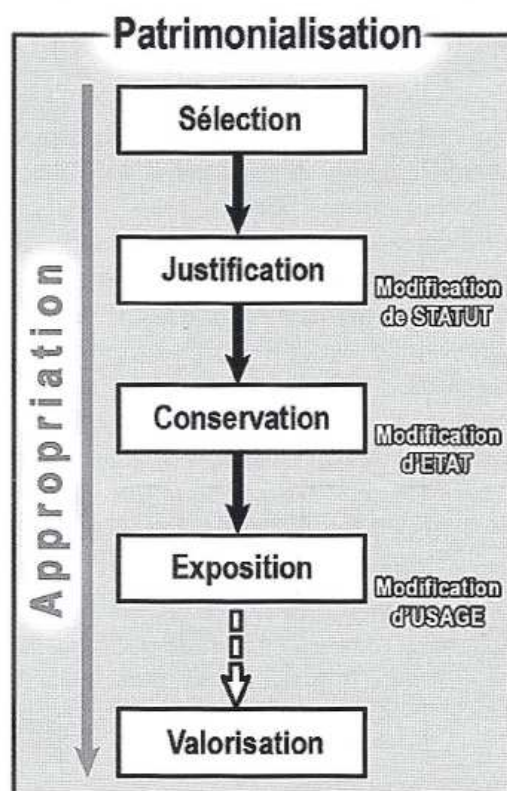 Patrimonialisation
Sélection
Justification
Modification
de STATUT
Conservation
Modification
d'ETAT
Exposition
Modification
d'USAGE
Valorisation
Appropriation